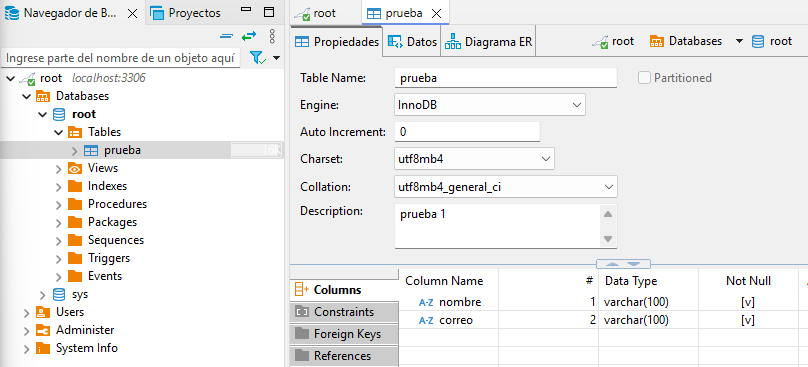 Navegador de B...
Proyectos
Ingrese parte del nombre de un objeto aquí
root localhost:3306
Databases
root
Tables
prueba 16K
Views
Indexes
Procedures
Packages
Sequences
Triggers
Events
sys
Users
Administer
System Info
root
prueba
Propiedades
Datos
Diagrama ER
root
Databases
root
Table Name: prueba
Partitioned
Engine: InnoDB
Auto Increment: 0
Charset: utf8mb4
Collation: utf8mb4_general_ci
Description: prueba 1
Columns
Constraints
Foreign Keys
References
Column Name # Data Type Not Null
A-Z nombre 1 varchar(100) [v]
A-Z correo 2 varchar(100) [v]